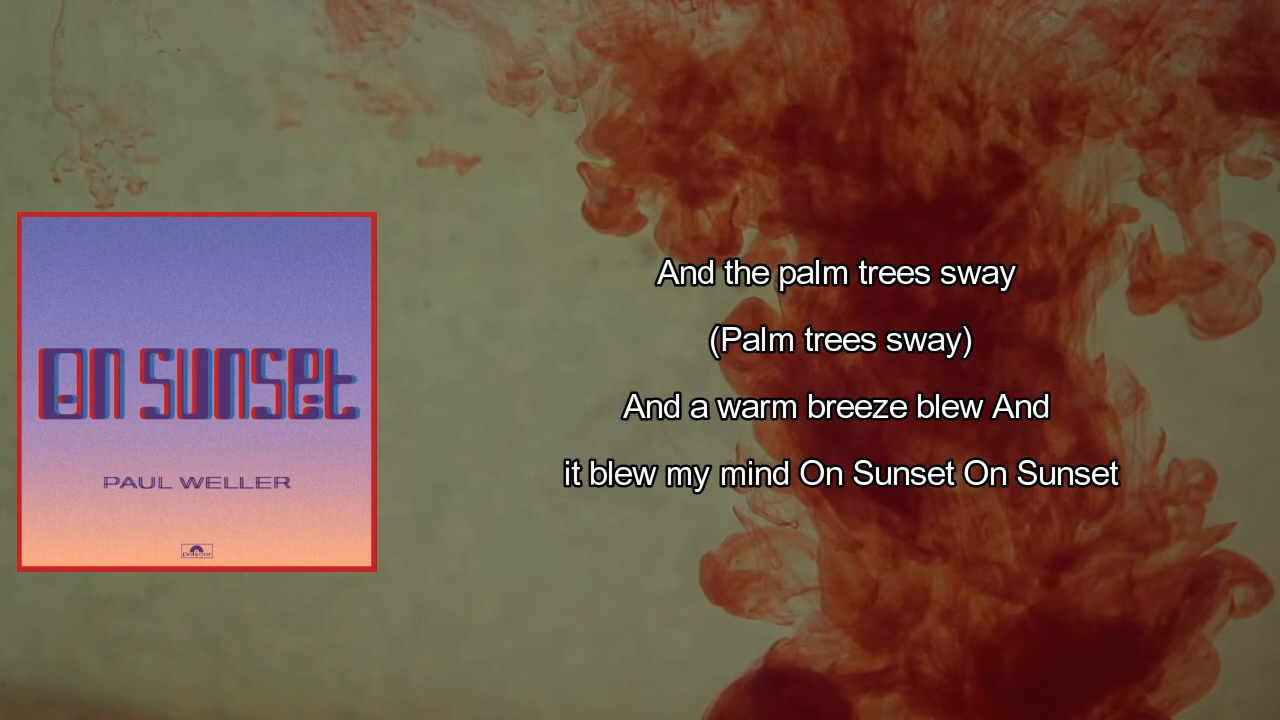 On Sunset
PAUL WELLER
polydor
And the palm trees sway
(Palm trees sway)
And a warm breeze blew And
it blew my mind On Sunset On Sunset